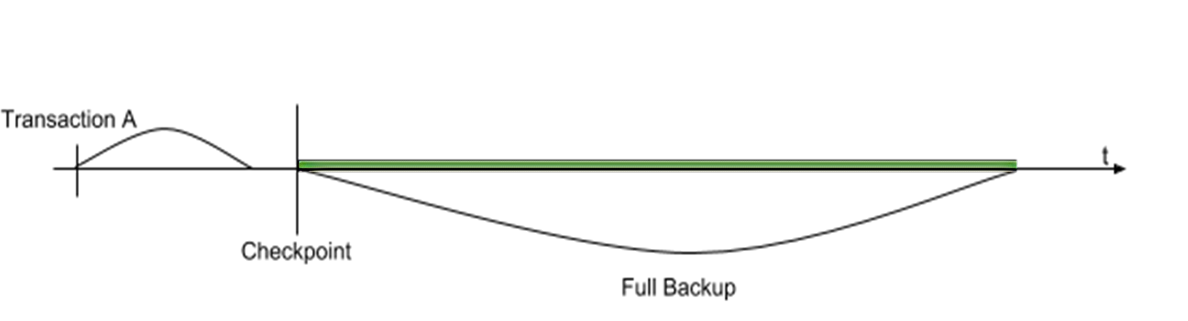 Transaction A
t
Checkpoint
Full Backup